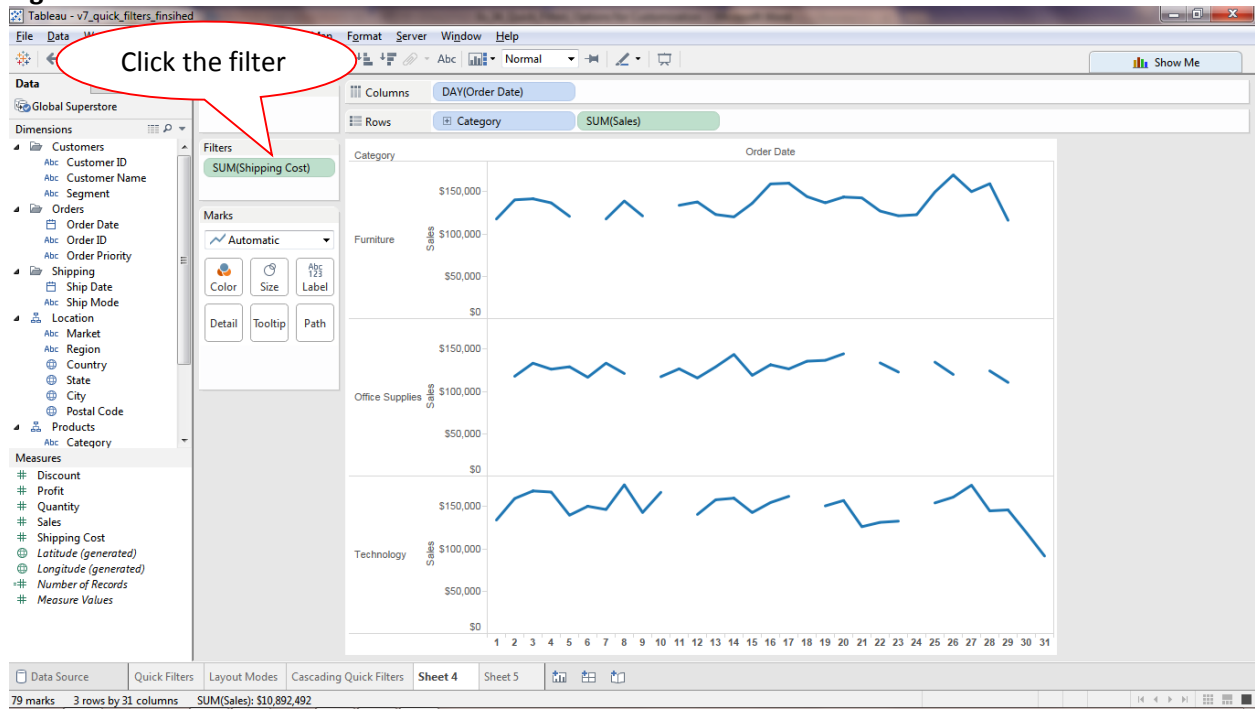 Tableau - v7_quick_filters_finsihed
File Data Format Server Window Help
Click the filter
Abc Normal Show Me
Data
Global Superstore
Dimensions
Customers
Abc Customer ID
Abc Customer Name
Abc Segment
Orders
Order Date
Abc Order ID
Abc Order Priority
Shipping
Ship Date
Abc Ship Mode
Location
Abc Market
Abc Region
Country
State
City
Postal Code
Products
Abc Category
Measures
# Discount
# Profit
# Quantity
# Sales
# Shipping Cost
Latitude (generated)
Longitude (generated)
# Number of Records
# Measure Values
Filters
SUM(Shipping Cost)
Marks
Automatic
Color Size Abc 123 Label
Detail Tooltip Path
Columns DAY(Order Date)
Rows Category SUM(Sales)
Category Order Date
Furniture
Sales
$150,000
$100,000
$50,000
$0
Office Supplies
Sales
$150,000
$100,000
$50,000
$0
Technology
Sales
$150,000
$100,000
$50,000
$0
1 2 3 4 5 6 7 8 9 10 11 12 13 14 15 16 17 18 19 20 21 22 23 24 25 26 27 28 29 30 31
Data Source Quick Filters Layout Modes Cascading Quick Filters Sheet 4 Sheet 5
79 marks 3 rows by 31 columns SUM(Sales): $10,892,492